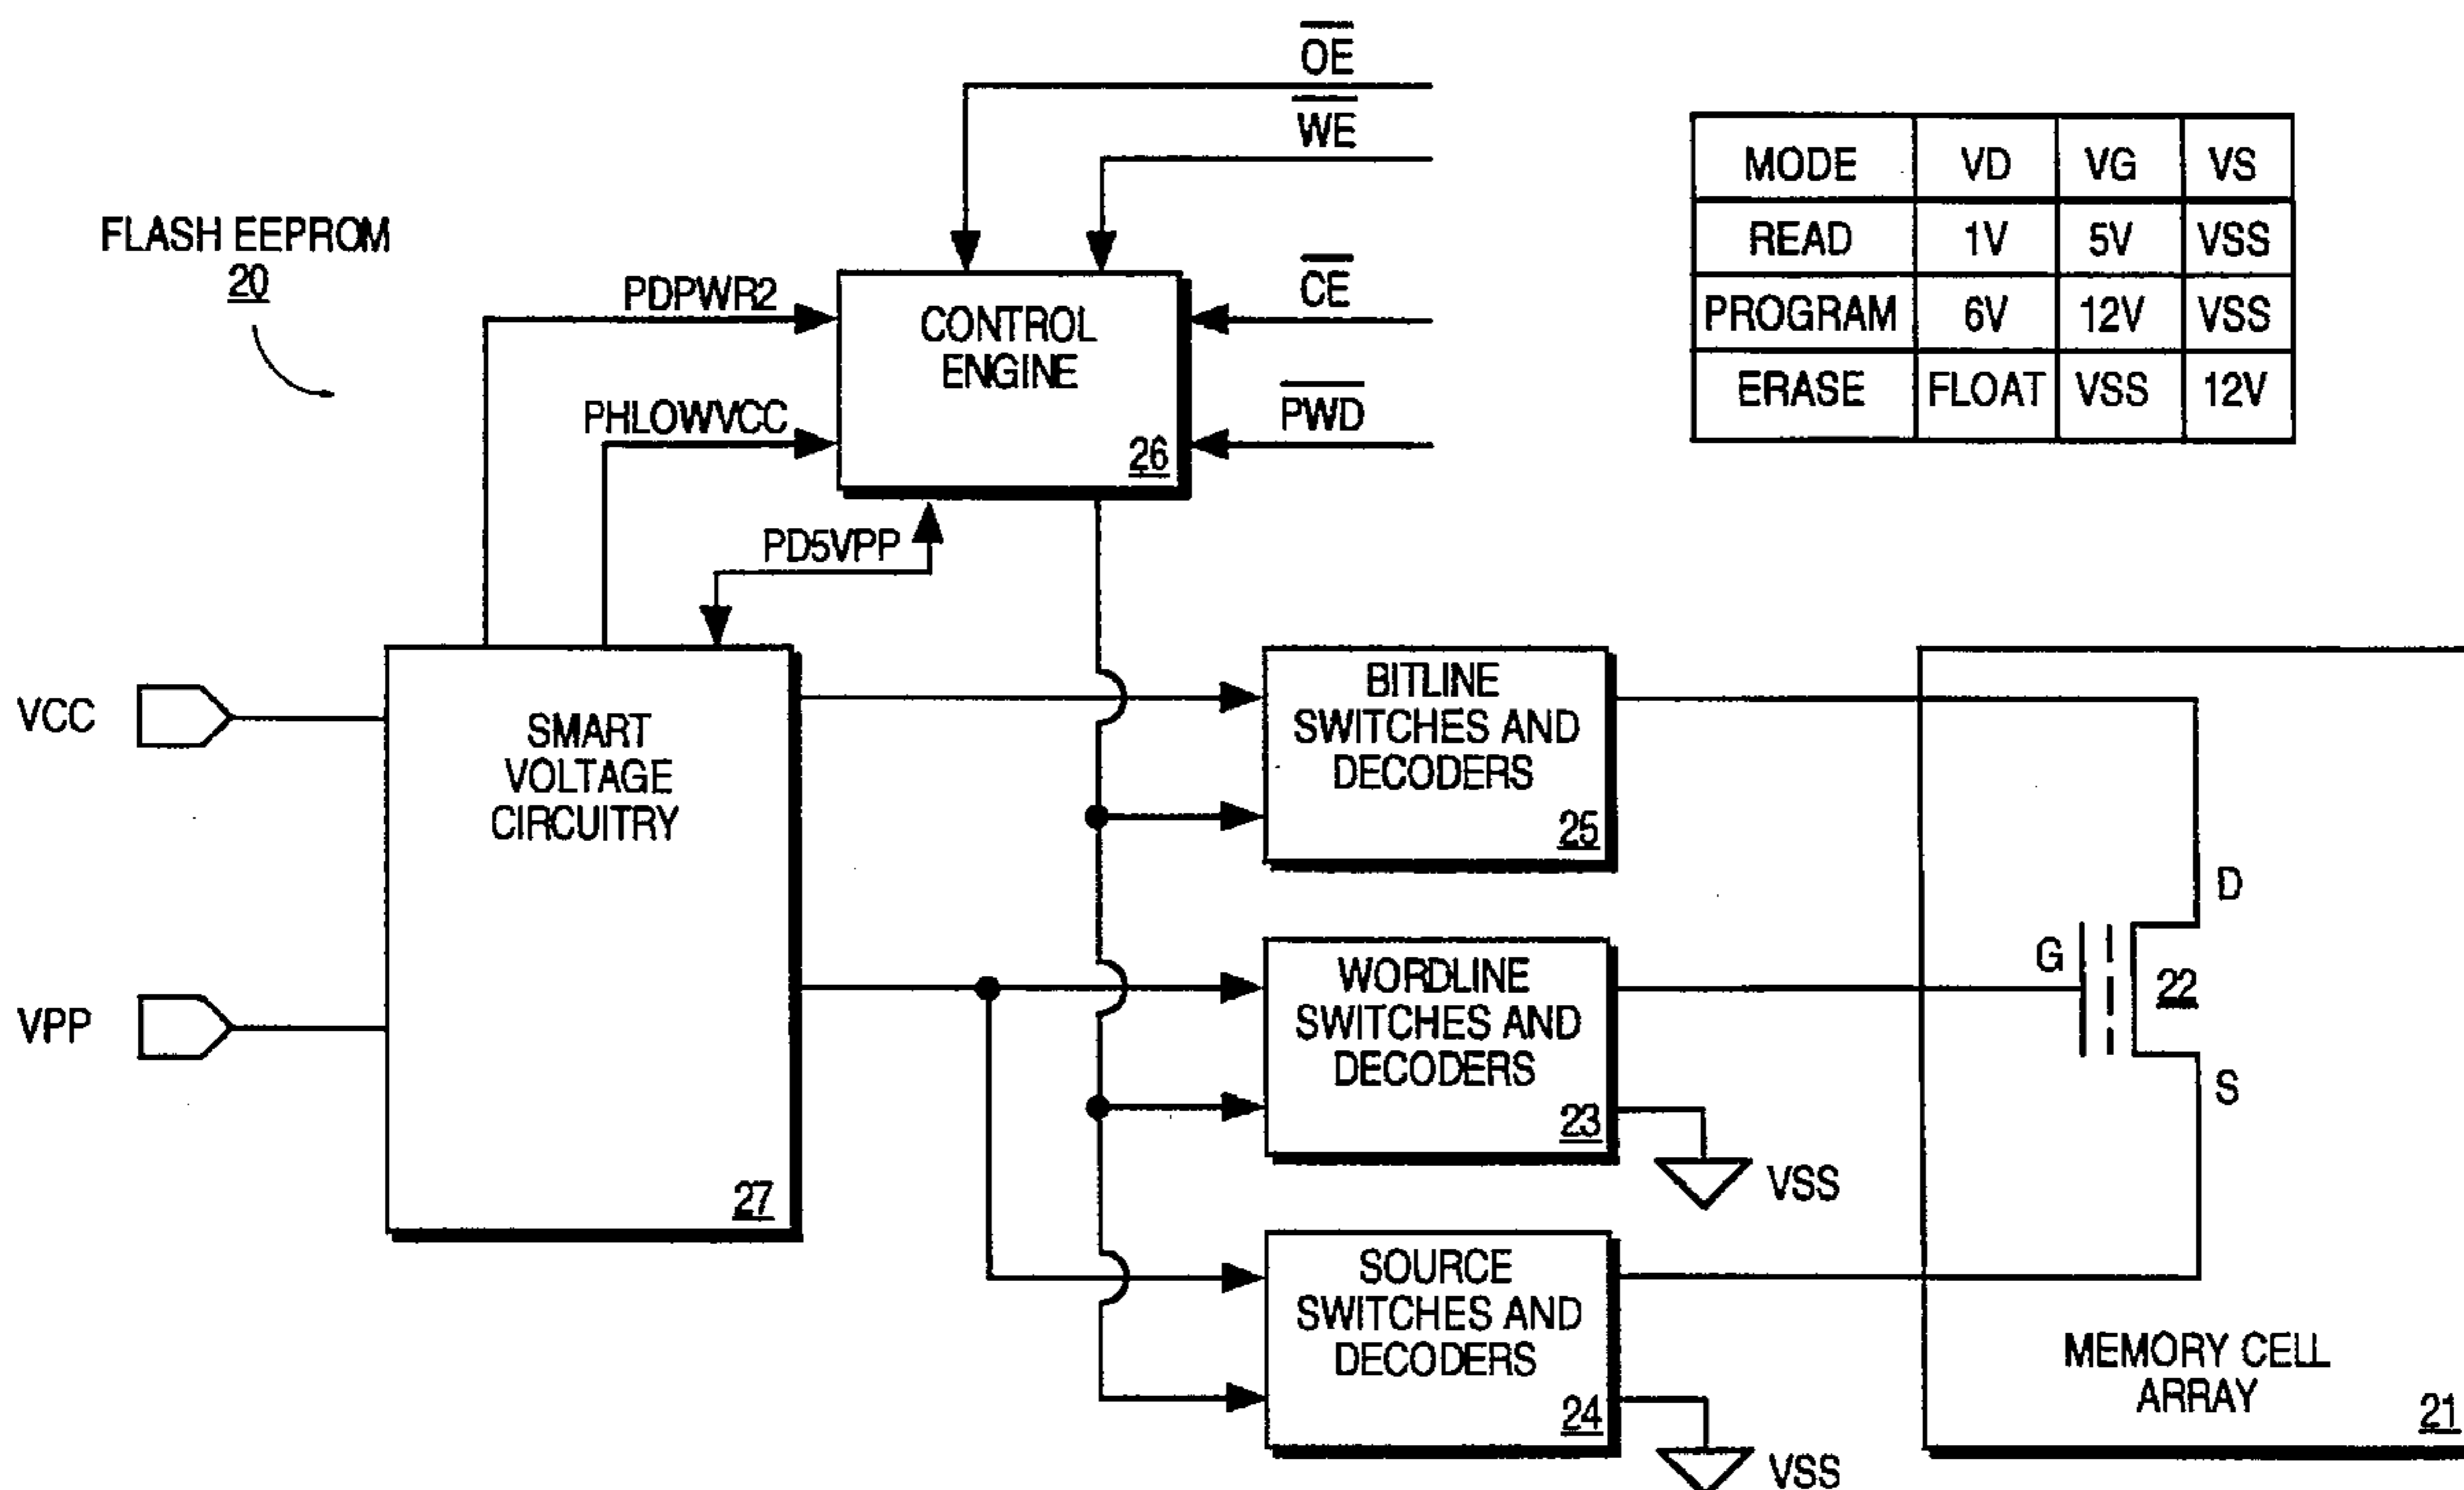 OE
WE
CE
PWD
FLASH EEPROM
20
PDPWR2
PHLOWVCC
PD5VPP
CONTROL
ENGINE
26
MODE VD VG VS
READ 1V 5V VSS
PROGRAM 6V 12V VSS
ERASE FLOAT VSS 12V
VCC
VPP
SMART
VOLTAGE
CIRCUITRY
27
BITLINE
SWITCHES AND
DECODERS
25
WORDLINE
SWITCHES AND
DECODERS
23
VSS
SOURCE
SWITCHES AND
DECODERS
24
VSS
D
G
22
S
MEMORY CELL
ARRAY
21